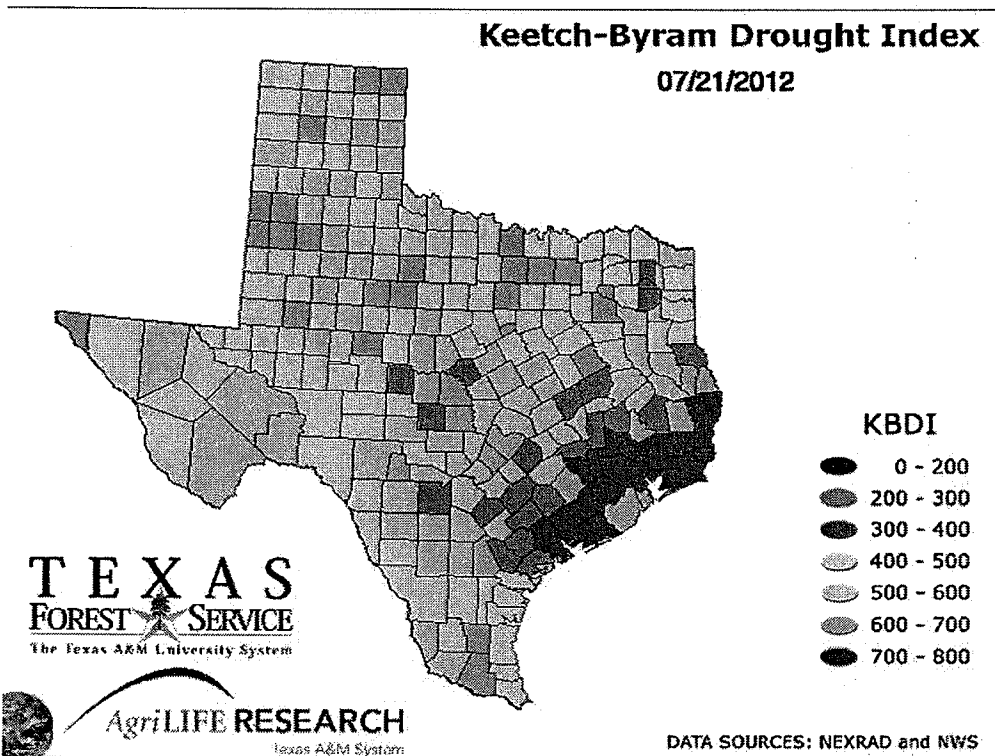 Keetch-Byram Drought Index
07/21/2012
KBDI
0 - 200
200 - 300
300 - 400
400 - 500
500 - 600
600 - 700
700 - 800
TEXAS
FOREST SERVICE
The Texas A&M University System
AgriLIFE RESEARCH
Texas A&M System
DATA SOURCES: NEXRAD and NWS